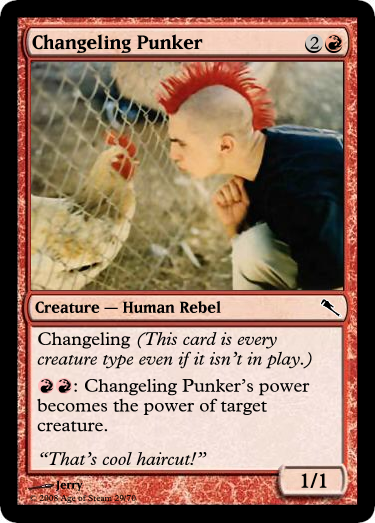 Changeling Punker 2
Creature — Human Rebel
Changeling (This card is every
creature type even if it isn't in play.)
: Changeling Punker's power
becomes the power of target
creature.
“That's cool haircut!”
Jerry
© 2008 Age of Steam 29/70
1/1